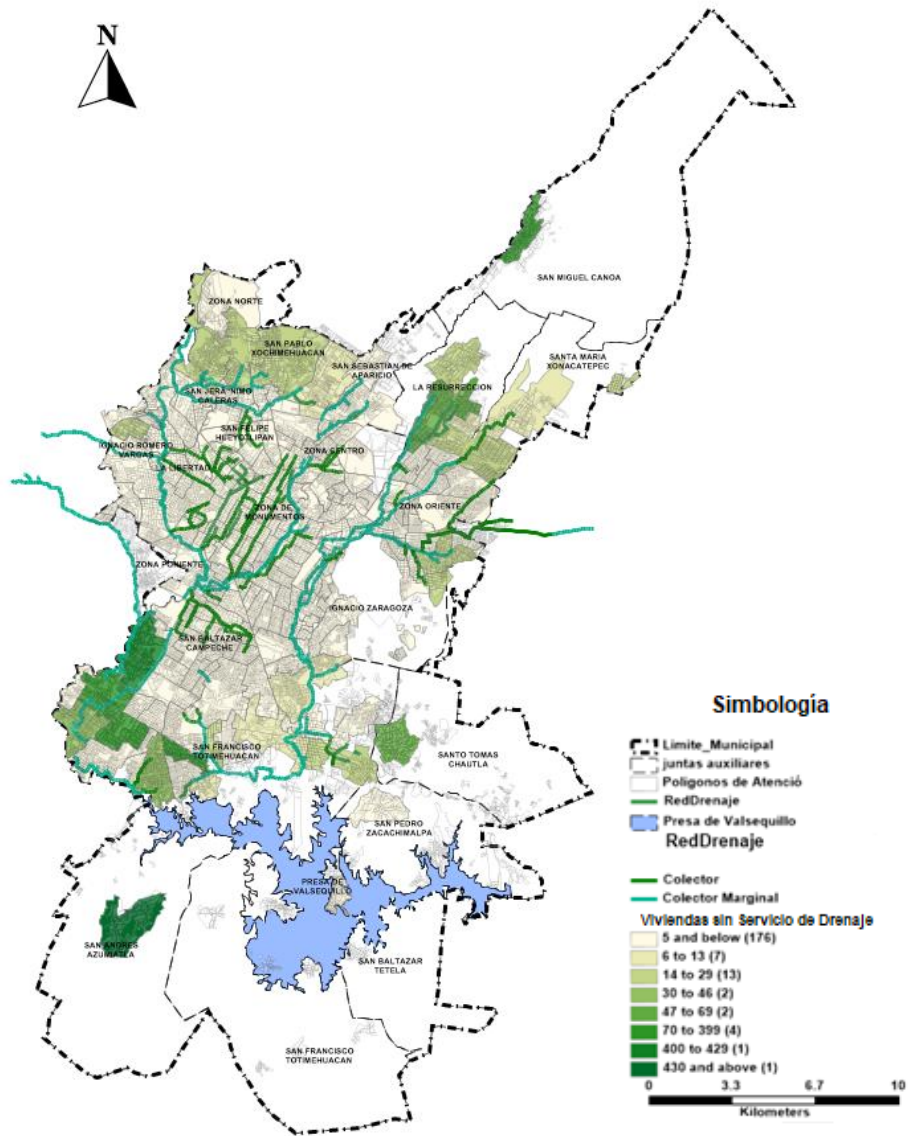 N
SAN MIGUEL CANOA
ZONA NORTE
SAN PABLO
XOCHIMEHUACAN
SAN SEBASTIAN DE
APARICIO
SANTA MARIA
XONACATEPEC
LA RESURRECCION
SAN JERA-NIMO
CALERAS
SAN FELIPE
HUEYOTLIPAN
IGNACIO ROMERO
VARGAS
ZONA CENTRO
LA LIBERTAD
ZONA DE
MONUMENTOS
ZONA ORIENTE
ZONA PONIENTE
IGNACIO ZARAGOZA
SAN BALTAZAR
CAMPECHE
SAN FRANCISCO
TOTIMEHUACAN
SANTO TOMAS
CHAUTLA
SAN PEDRO
ZACACHIMALPA
PRESA DE
VALSEQUILLO
SAN ANDRES
AZUMIATLA
SAN BALTAZAR
TETELA
SAN FRANCISCO
TOTIMEHUACAN
Simbología
Limite_Municipal
juntas auxiliares
Poligonos de Atenció
RedDrenaje
Presa de Valsequillo
RedDrenaje
Colector
Colector Marginal
Viviendas sin Servicio de Drenaje
5 and below (176)
6 to 13 (7)
14 to 29 (13)
30 to 46 (2)
47 to 69 (2)
70 to 399 (4)
400 to 429 (1)
430 and above (1)
0 3.3 6.7 10
Kilometers